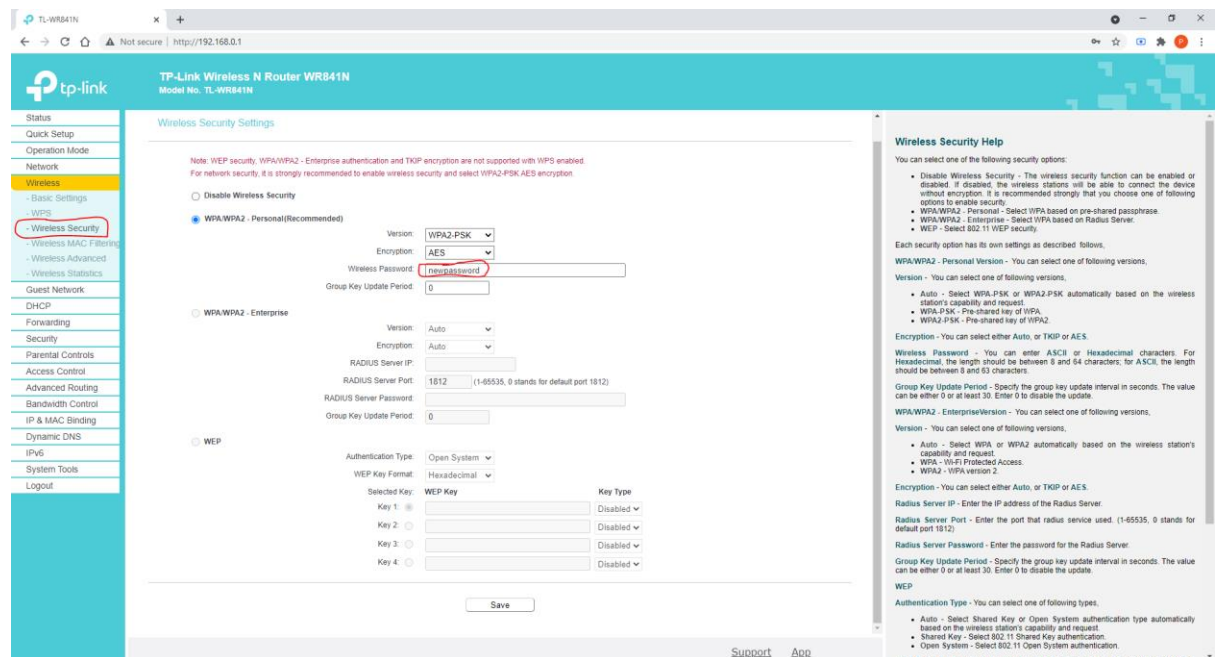 TL-WR841N
Not secure | http://192.168.0.1
P
tp-link
TP-Link Wireless N Router WR841N
Model No. TL-WR841N
Status
Quick Setup
Operation Mode
Network
Wireless
- Basic Settings
- WPS
- Wireless Security
- Wireless MAC Filtering
- Wireless Advanced
- Wireless Statistics
Guest Network
DHCP
Forwarding
Security
Parental Controls
Access Control
Advanced Routing
Bandwidth Control
IP & MAC Binding
Dynamic DNS
IPv6
System Tools
Logout
Wireless Security Settings
Note: WEP security, WPA/WPA2 - Enterprise authentication and TKIP encryption are not supported with WPS enabled.
For network security, it is strongly recommended to enable wireless security and select WPA2-PSK AES encryption.
Disable Wireless Security
WPA/WPA2 - Personal(Recommended)
Version: WPA2-PSK
Encryption: AES
Wireless Password: newpassword
Group Key Update Period: 0
WPA/WPA2 - Enterprise
Version: Auto
Encryption: Auto
RADIUS Server IP:
RADIUS Server Port: 1812 (1-65535, 0 stands for default port 1812)
RADIUS Server Password:
Group Key Update Period: 0
WEP
Authentication Type: Open System
WEP Key Format: Hexadecimal
Selected Key: WEP Key Key Type
Key 1: Disabled
Key 2: Disabled
Key 3: Disabled
Key 4: Disabled
Save
Support App
Wireless Security Help
You can select one of the following security options:
• Disable Wireless Security - The wireless security function can be enabled or
disabled. If disabled, the wireless stations will be able to connect the device
without encryption. It is recommended strongly that you choose one of following
options to enable security.
• WPA/WPA2 - Personal - Select WPA based on pre-shared passphrase.
• WPA/WPA2 - Enterprise - Select WPA based on Radius Server.
• WEP - Select 802.11 WEP security.
Each security option has its own settings as described follows,
WPA/WPA2 - Personal Version - You can select one of following versions,
Version - You can select one of following versions,
• Auto - Select WPA-PSK or WPA2-PSK automatically based on the wireless
station's capability and request.
• WPA-PSK - Pre-shared key of WPA.
• WPA2-PSK - Pre-shared key of WPA2.
Encryption - You can select either Auto, or TKIP or AES.
Wireless Password - You can enter ASCII or Hexadecimal characters. For
Hexadecimal, the length should be between 8 and 64 characters; for ASCII, the length
should be between 8 and 63 characters.
Group Key Update Period - Specify the group key update interval in seconds. The value
can be either 0 or at least 30. Enter 0 to disable the update.
WPA/WPA2 - EnterpriseVersion - You can select one of following versions,
Version - You can select one of following versions,
• Auto - Select WPA or WPA2 automatically based on the wireless station's
capability and request.
• WPA - Wi-Fi Protected Access.
• WPA2 - WPA version 2.
Encryption - You can select either Auto, or TKIP or AES.
Radius Server IP - Enter the IP address of the Radius Server.
Radius Server Port - Enter the port that radius service used. (1-65535, 0 stands for
default port 1812)
Radius Server Password - Enter the password for the Radius Server.
Group Key Update Period - Specify the group key update interval in seconds. The value
can be either 0 or at least 30. Enter 0 to disable the update.
WEP
Authentication Type - You can select one of following types,
• Auto - Select Shared Key or Open System authentication type automatically
based on the wireless station's capability and request.
• Shared Key - Select 802.11 Shared Key authentication.
• Open System - Select 802.11 Open System authentication.